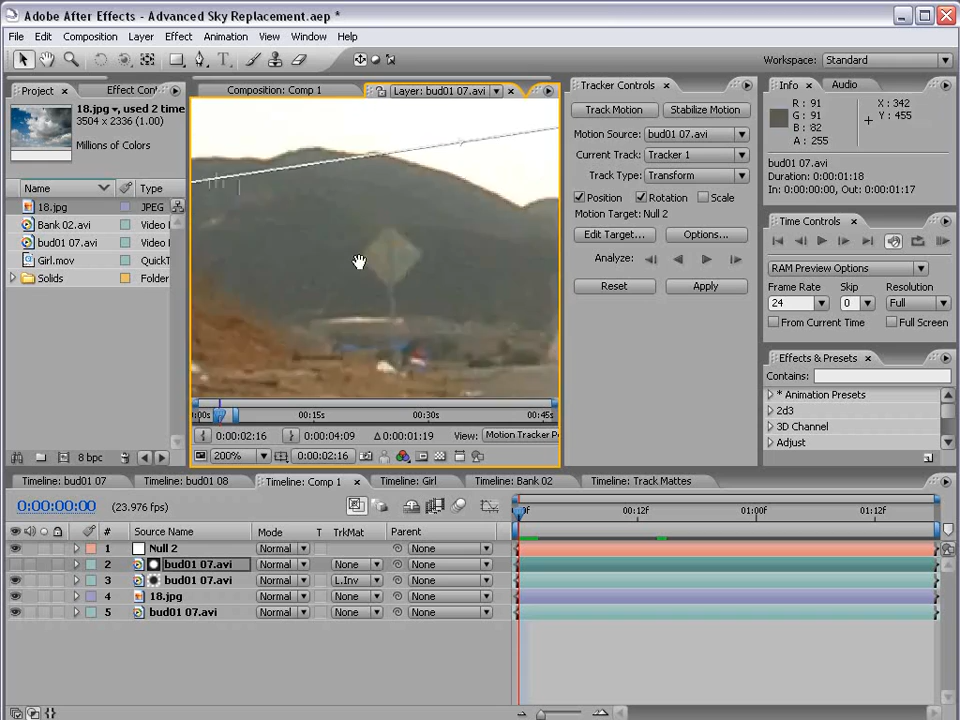 Adobe After Effects - Advanced Sky Replacement.aep *
File Edit Composition Layer Effect Animation View Window Help
Workspace: Standard
Project Effect Con
18.jpg, used 2 time
3504 x 2336 (1.00)
Millions of Colors
Name Type
18.jpg JPEG
Bank 02.avi Video
bud01 07.avi Video
Girl.mov QuickT
Solids Folder
8 bpc
Composition: Comp 1 Layer: bud01 07.avi
:00s 00:15s 00:30s 00:45s
0:00:02:16 0:00:04:09 Δ0:00:01:19 View: Motion Tracker P
200% 0:00:02:16
Tracker Controls
Track Motion Stabilize Motion
Motion Source: bud01 07.avi
Current Track: Tracker 1
Track Type: Transform
Position Rotation Scale
Motion Target: Null 2
Edit Target... Options...
Analyze:
Reset Apply
Info Audio
R : 91 X : 342
G : 91 Y : 455
B : 82
A : 255
bud01 07.avi
Duration: 0:00:01:18
In: 0:00:00:00, Out: 0:00:01:17
Time Controls
RAM Preview Options
Frame Rate Skip Resolution
24 0 Full
From Current Time Full Screen
Effects & Presets
Contains:
* Animation Presets
2d3
3D Channel
Adjust
Timeline: bud01 07 Timeline: bud01 08 Timeline: Comp 1 Timeline: Girl Timeline: Bank 02 Timeline: Track Mattes
0:00:00:00 (23.976 fps)
# Source Name Mode T TrkMat Parent
0f 00:12f 01:00f 01:12f
1 Null 2 Normal None
2 bud01 07.avi Normal None None
3 bud01 07.avi Normal L.Inv None
4 18.jpg Normal None None
5 bud01 07.avi Normal None None